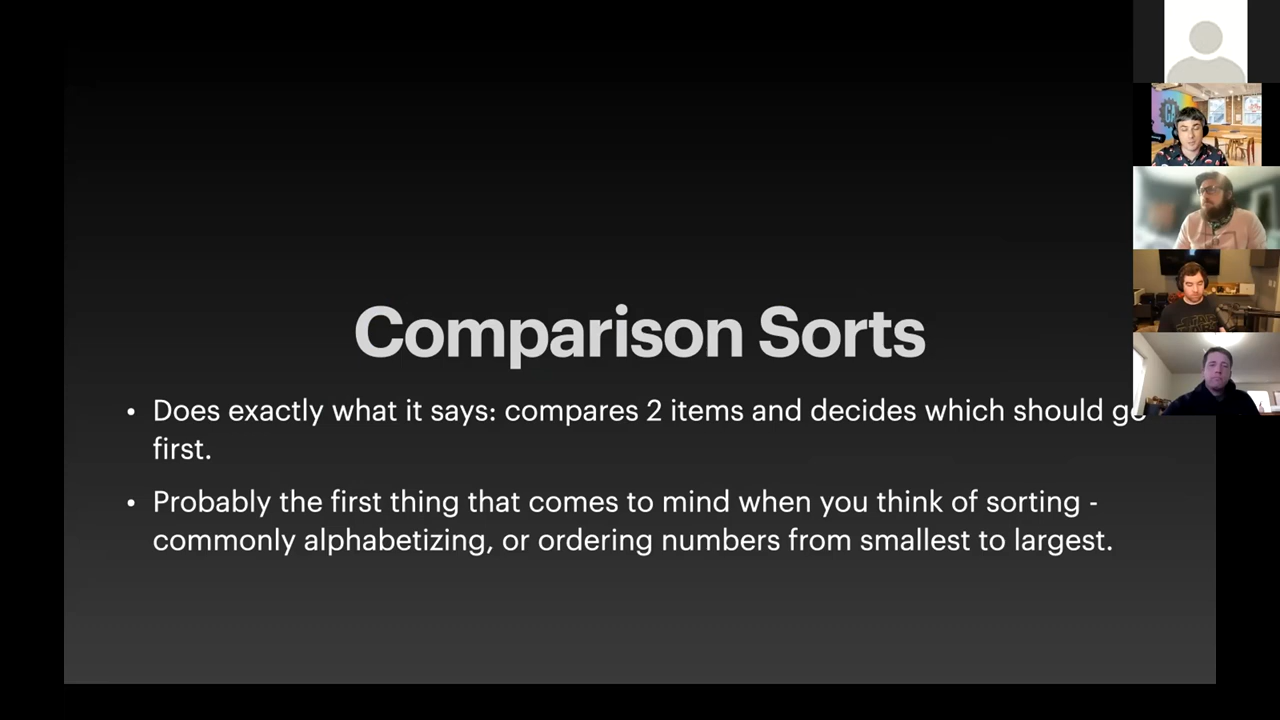 Comparison Sorts
• Does exactly what it says: compares 2 items and decides which should go
first.
• Probably the first thing that comes to mind when you think of sorting -
commonly alphabetizing, or ordering numbers from smallest to largest.